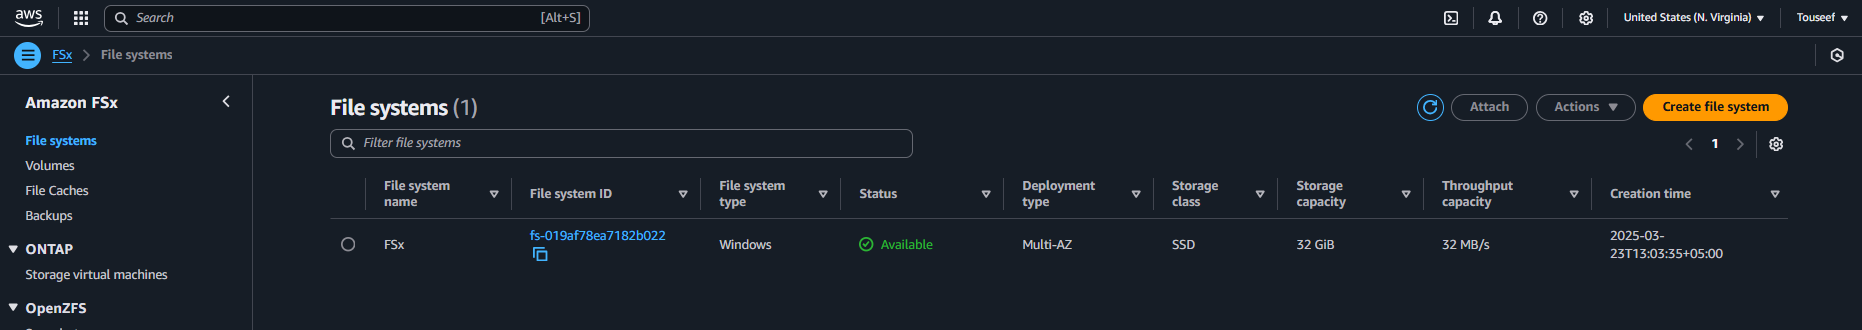 aws Search [Alt+S] United States (N. Virginia) Touseef
FSx File systems
Amazon FSx
File systems
Volumes
File Caches
Backups
ONTAP
Storage virtual machines
OpenZFS
File systems (1)
Attach Actions Create file system
Filter file systems
1
File system name File system ID File system type Status Deployment type Storage class Storage capacity Throughput capacity Creation time
FSx fs-019af78ea7182b022 Windows Available Multi-AZ SSD 32 GiB 32 MB/s 2025-03-23T13:03:35+05:00